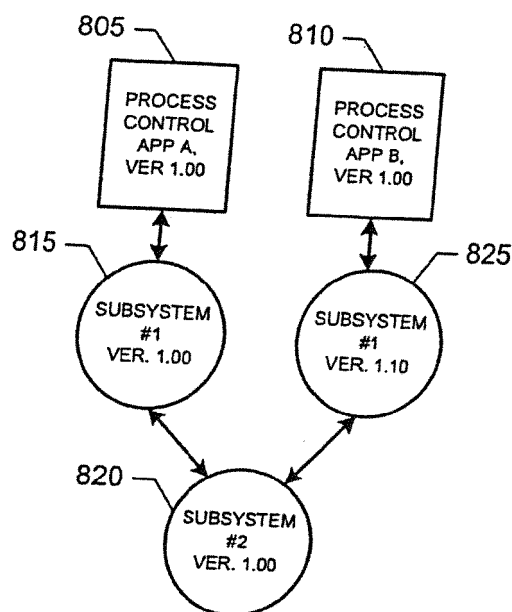 805
810
PROCESS
CONTROL
APP A,
VER 1.00
PROCESS
CONTROL
APP B,
VER 1.00
815
825
SUBSYSTEM
#1
VER. 1.00
SUBSYSTEM
#1
VER. 1.10
820
SUBSYSTEM
#2
VER. 1.00